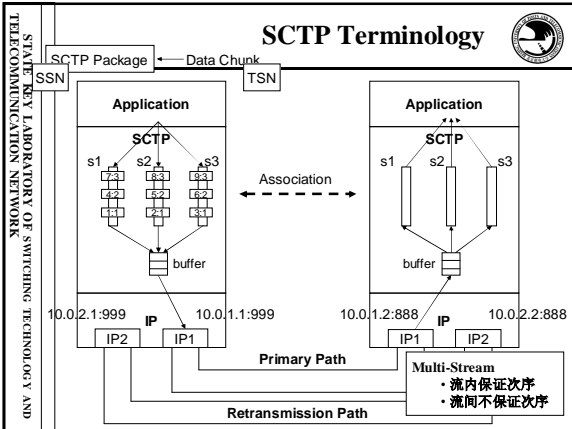 SCTP Terminology
STATE KEY LABORATORY OF SWITCHING TECHNOLOGY AND
TELECOMMUNICATION NETWORK
SCTP Package
Data Chunk
SSN
TSN
Application
SCTP
s1
s2
s3
7:3
8:3
9:3
4:2
5:2
6:2
1:1
2:1
3:1
buffer
10.0.2.1:999
IP
10.0.1.1:999
IP2
IP1
Association
Application
SCTP
s1
s2
s3
buffer
10.0.1.2:888
IP
10.0.2.2:888
IP1
IP2
Primary Path
Retransmission Path
Multi-Stream
• 流内保证次序
• 流间不保证次序